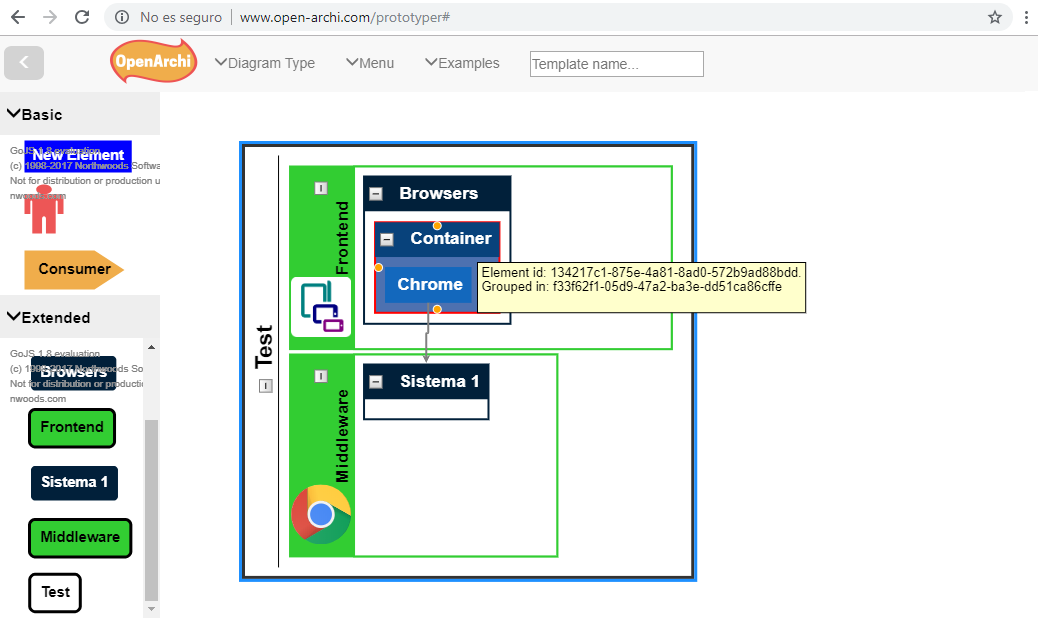 No es seguro | www.open-archi.com/prototyper#
OpenArchi
Diagram Type
Menu
Examples
Template name...
Basic
GoJS 1.8 evaluation
New Element
(c) 1998-2017 Northwoods Softwa
Not for distribution or production u
nwoods.com
Consumer
Extended
GoJS 1.8 evaluation
(c) 1998-2017 Northwoods So
Browsers
Not for distribution or productio
nwoods.com
Frontend
Sistema 1
Middleware
Test
Test
Frontend
Browsers
Container
Chrome
Element id: 134217c1-875e-4a81-8ad0-572b9ad88bdd.
Grouped in: f33f62f1-05d9-47a2-ba3e-dd51ca86cffe
Middleware
Sistema 1